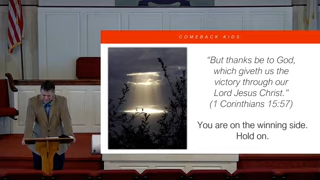 COMEBACK KIDS
“But thanks be to God,
which giveth us the
victory through our
Lord Jesus Christ.”
(1 Corinthians 15:57)
You are on the winning side.
Hold on.